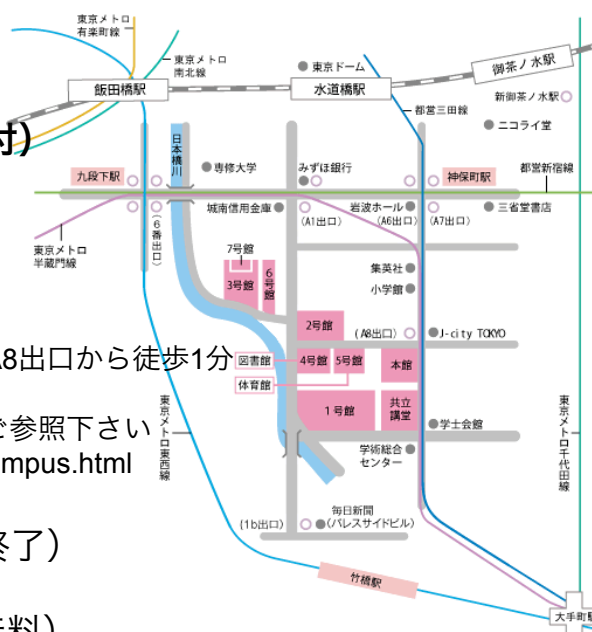 東京メトロ
有楽町線
東京メトロ
南北線
東京ドーム
御茶ノ水駅
飯田橋駅
水道橋駅
新御茶ノ水駅
都営三田線
ニコライ堂
付)
日本橋川
専修大学
みずほ銀行
都営新宿線
九段下駅
神保町駅
城南信用金庫
(A1出口)
岩波ホール
(A6出口)
(A7出口)
三省堂書店
(6番出口)
東京メトロ
半蔵門線
7号館
3号館
6号館
集英社
小学館
2号館
(A8出口)
J-city TOKYO
A8出口から徒歩1分
図書館
4号館
5号館
本館
体育館
1号館
共立
講堂
学士会館
ご参照下さい
mpus.html
東京メトロ東西線
東京メトロ千代田線
学術総合
センター
毎日新聞
(パレスサイドビル)
(1b出口)
終了)
竹橋駅
大手町駅
料)